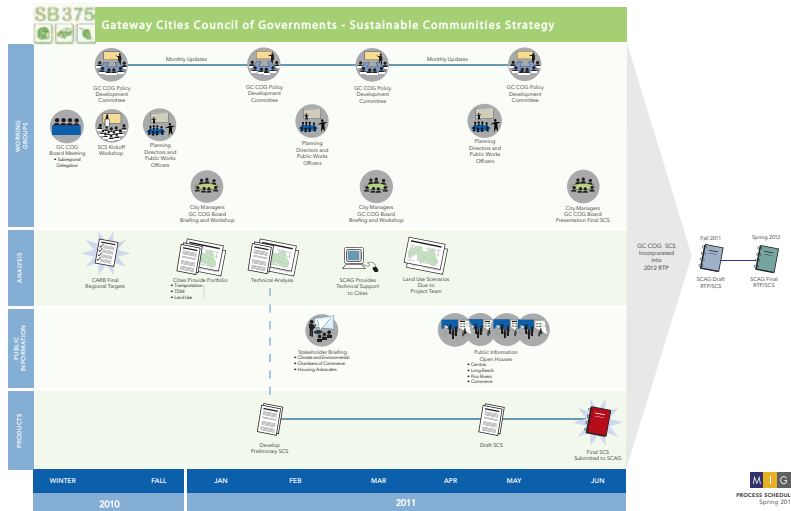 SB375
Gateway Cities Council of Governments - Sustainable Communities Strategy
WORKING
GROUPS
Monthly Updates
Monthly Updates
GC COG Policy
Development
Committee
GC COG Policy
Development
Committee
GC COG Policy
Development
Committee
GC COG Policy
Development
Committee
GC COG
Board Meeting
• Subregional
Delegation
SCS Kickoff
Workshop
Planning
Directors and
Public Works
Officers
Planning
Directors and
Public Works
Officers
Planning
Directors and
Public Works
Officers
City Managers
GC COG Board
Briefing and Workshop
City Managers
GC COG Board
Briefing and Workshop
City Managers
GC COG Board
Presentation Final SCS
ANALYSIS
CARB Final
Regional Targets
Cities Provide Portfolio
• Transportation
• TDM
• Land Use
Technical Analysis
SCAG Provides
Technical Support
to Cities
Land Use Scenarios
Due to
Project Team
GC COG SCS
Incorporated
into
2012 RTP
Fall 2011
SCAG Draft
RTP/SCS
Spring 2012
SCAG Final
RTP/SCS
PUBLIC
INFORMATION
Stakeholder Briefing
• Climate and Environmental
• Chambers of Commerce
• Housing Advocates
Public Information
Open Houses
• Cerritos
• Long Beach
• Pico Rivera
• Commerce
PRODUCTS
Develop
Preliminary SCS
Draft SCS
Final SCS
Submitted to SCAG
WINTER
FALL
JAN
FEB
MAR
APR
MAY
JUN
2010
2011
MIG
PROCESS SCHEDUL
Spring 201